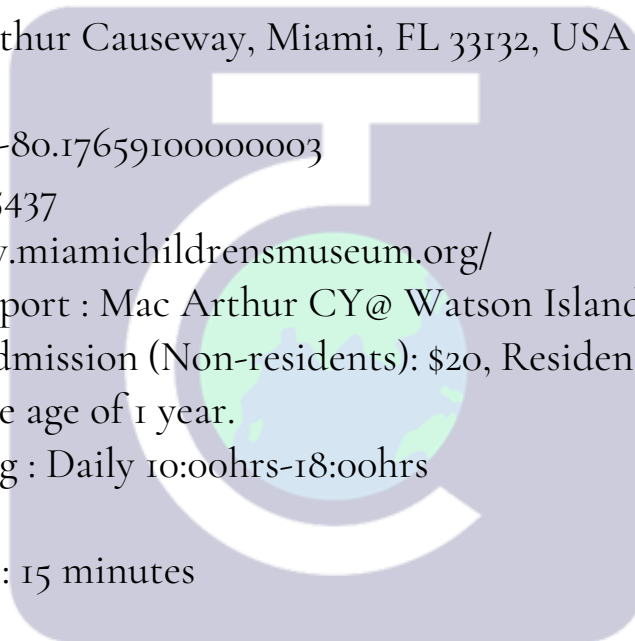 thur Causeway, Miami, FL 33132, USA
-80.17659100000003
5437
.miamichildrensmuseum.org/
port : Mac Arthur CY@ Watson Island
dmission (Non-residents): $20, Residen
e age of 1 year.
g : Daily 10:00hrs-18:00hrs
: 15 minutes